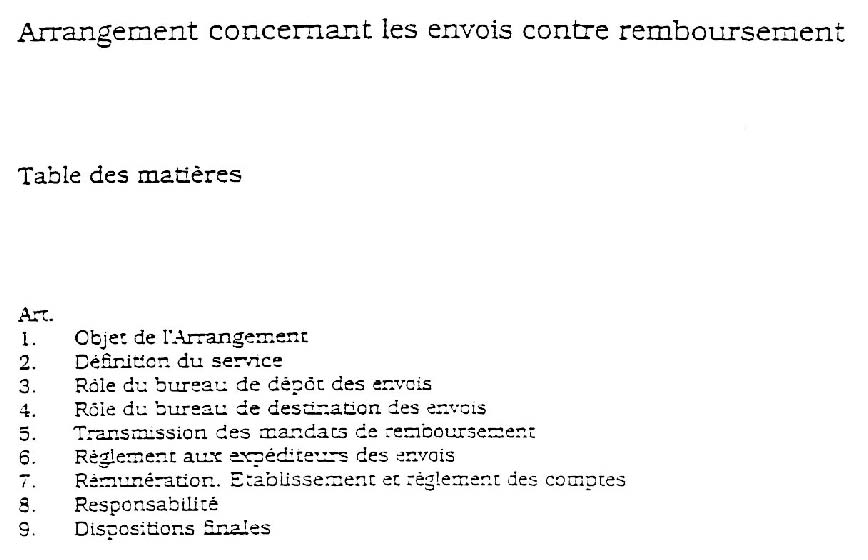 Arrangement concernant les envois contre remboursement
Table des matières
Art.
1. Objet de l'Arrangement
2. Définition du service
3. Rôle du bureau de dépôt des envois
4. Rôle du bureau de destination des envois
5. Transmission des mandats de remboursement
6. Règlement aux expéditeurs des envois
7. Rémunération. Etablissement et règlement des comptes
8. Responsabilité
9. Dispositions finales